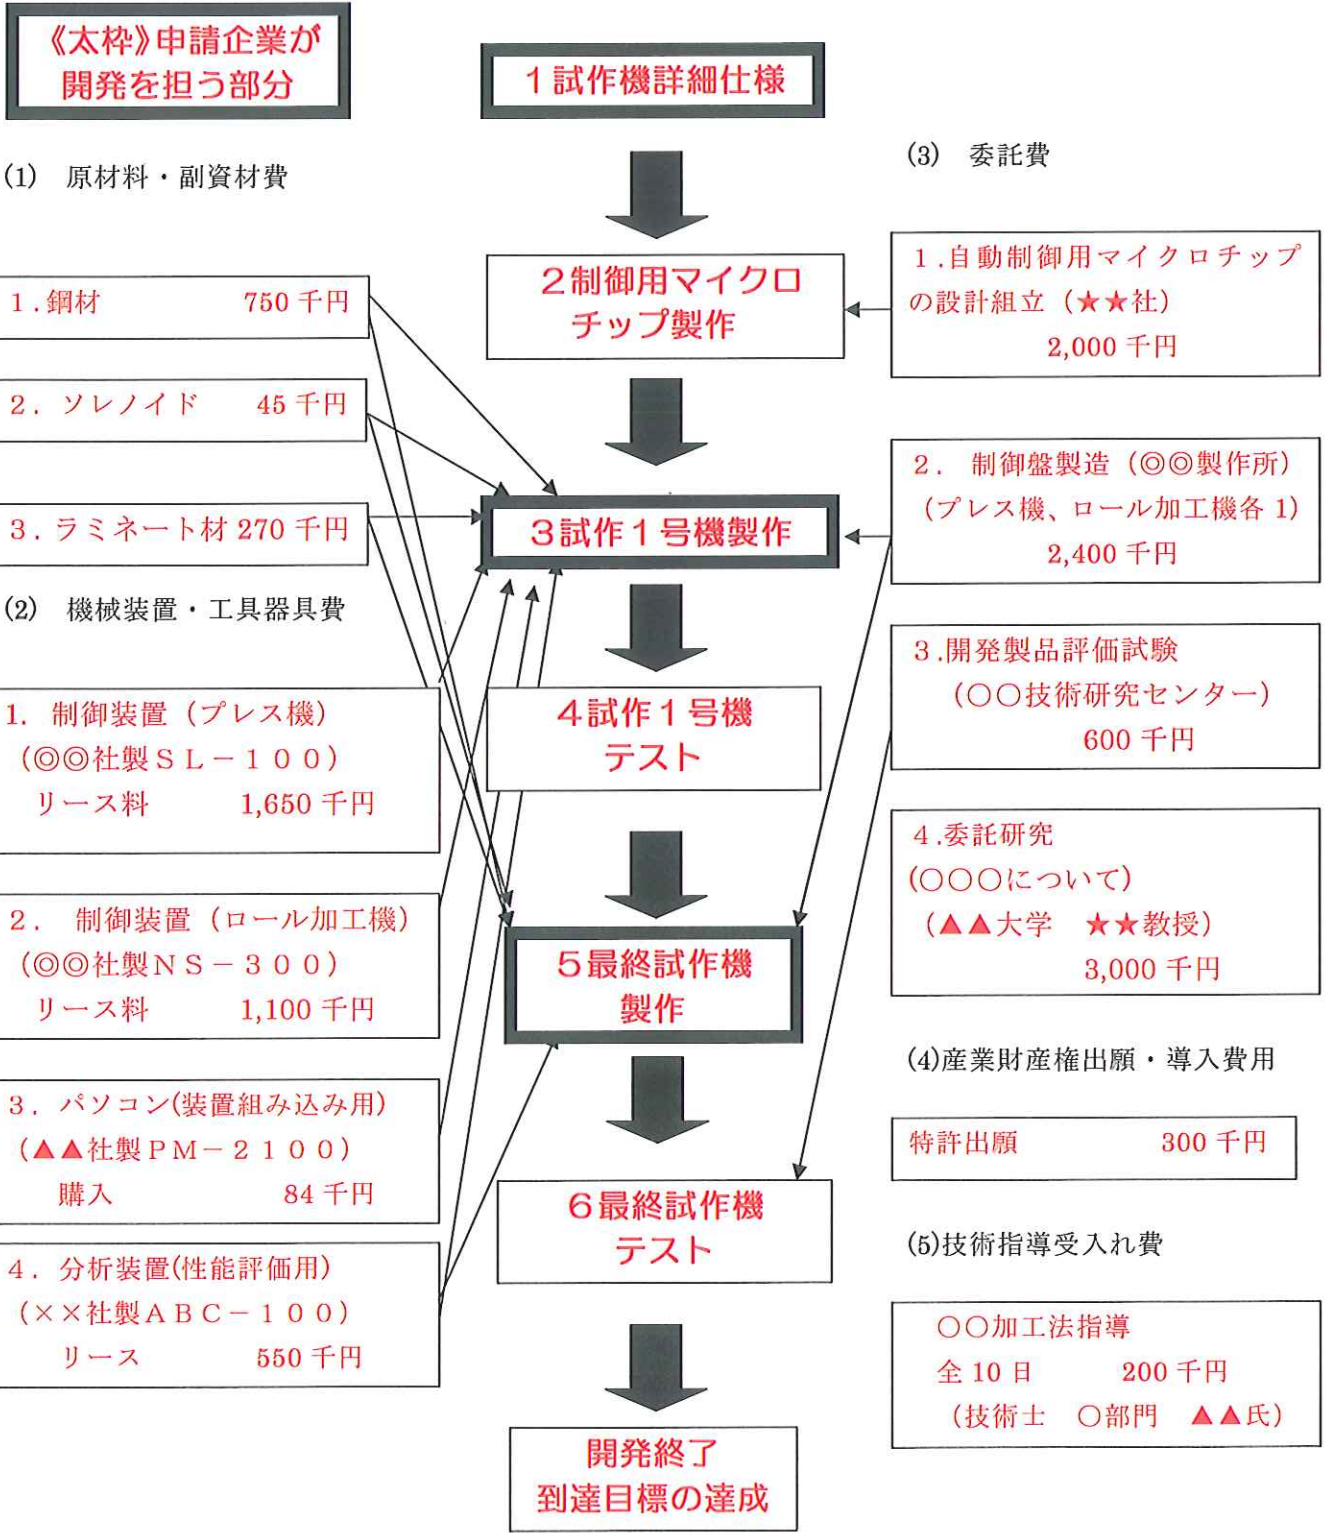 《太枠》申請企業が
開発を担う部分
(1) 原材料・副資材費
1.鋼材 750 千円
2. ソレノイド 45 千円
3. ラミネート材 270 千円
(2) 機械装置・工具器具費
1. 制御装置（プレス機）
（◎◎社製ＳＬ－１００）
リース料 1,650 千円
2. 制御装置（ロール加工機）
（◎◎社製ＮＳ－３００）
リース料 1,100 千円
3. パソコン(装置組み込み用)
（▲▲社製ＰＭ－２１００）
購入 84 千円
4. 分析装置(性能評価用)
（××社製ＡＢＣ－１００）
リース 550 千円
１試作機詳細仕様
２制御用マイクロ
チップ製作
３試作１号機製作
４試作１号機
テスト
５最終試作機
製作
６最終試作機
テスト
開発終了
到達目標の達成
(3) 委託費
1.自動制御用マイクロチップ
の設計組立（★★社）
2,000 千円
2. 制御盤製造（◎◎製作所）
（プレス機、ロール加工機各 1)
2,400 千円
3.開発製品評価試験
（〇〇技術研究センター）
600 千円
4.委託研究
(〇〇〇について）
（▲▲大学 ★★教授）
3,000 千円
(4)産業財産権出願・導入費用
特許出願 300 千円
(5)技術指導受入れ費
〇〇加工法指導
全 10 日 200 千円
（技術士 〇部門 ▲▲氏）